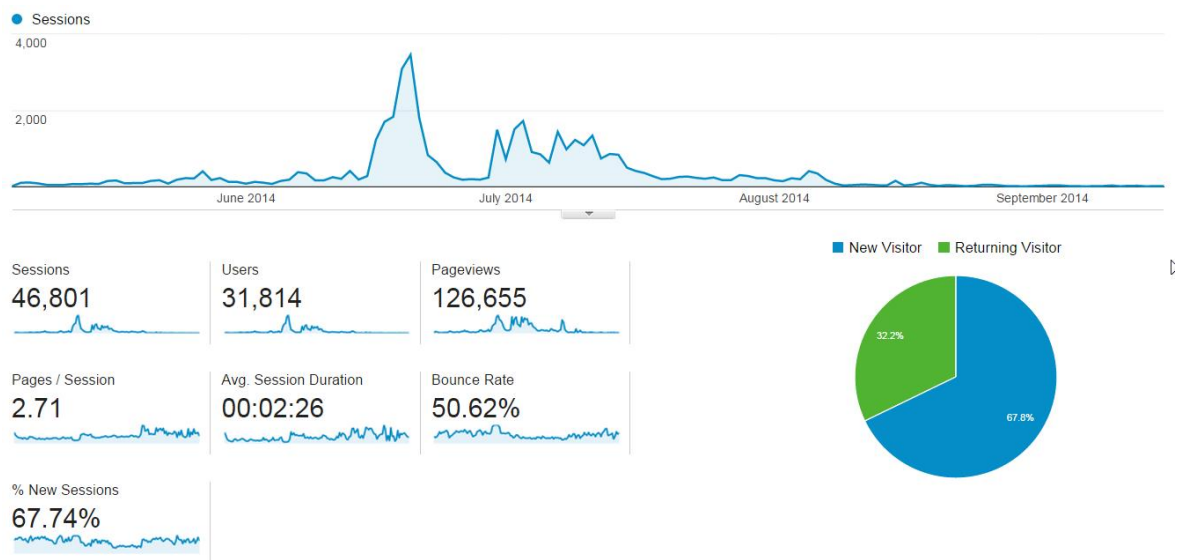 Sessions
4,000
2,000
June 2014 July 2014 August 2014 September 2014
New Visitor Returning Visitor
Sessions Users Pageviews
46,801 31,814 126,655
32.2%
Pages / Session Avg. Session Duration Bounce Rate
2.71 00:02:26 50.62%
67.8%
% New Sessions
67.74%